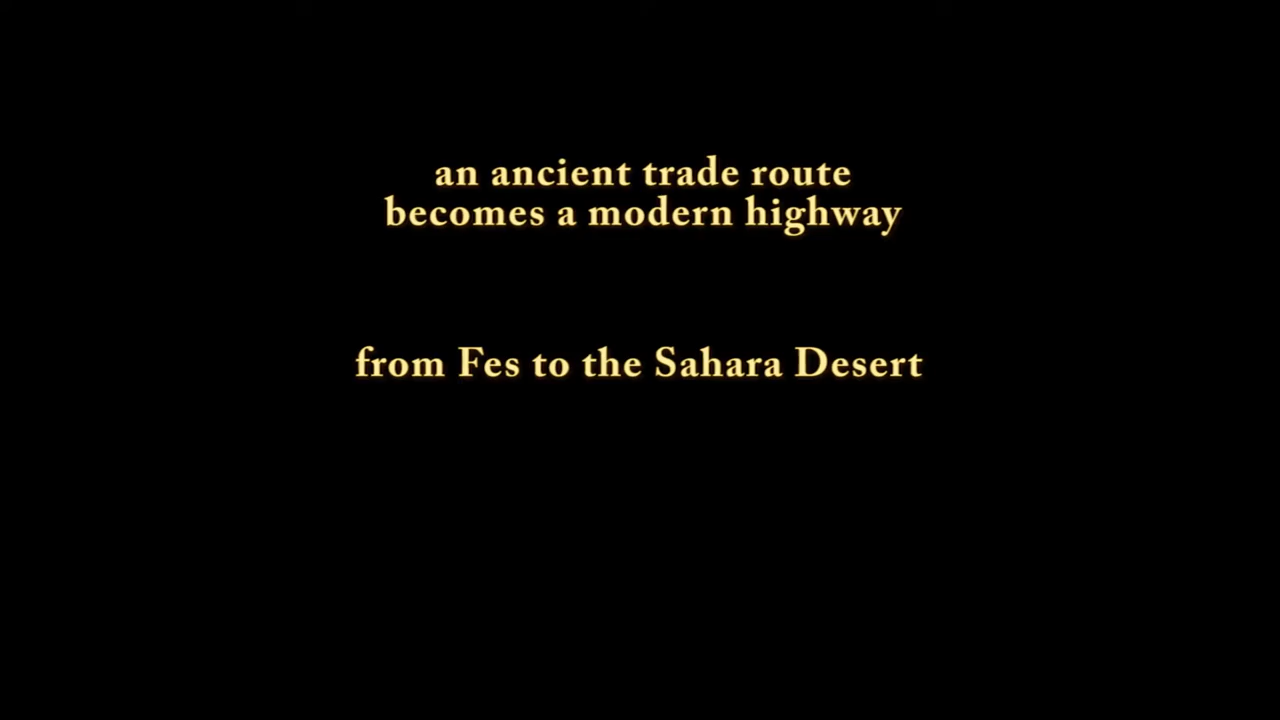 an ancient trade route
becomes a modern highway
from Fes to the Sahara Desert